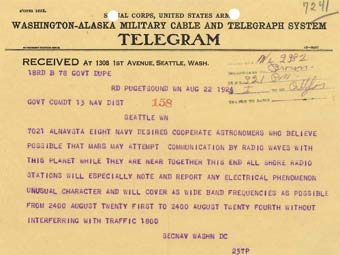 7241
SIGNAL CORPS, UNITED STATES ARMY
WASHINGTON-ALASKA MILITARY CABLE AND TELEGRAPH SYSTEM
TELEGRAM
RECEIVED AT 1308 1ST AVENUE, SEATTLE, WASH.
18RD B 78 GOVT DUPE
RD PUGETSOUND WN AUG 22 1924
GOVT COMDT 13 NAV DIST
158
SEATTLE WN
7021 ALNAVSTA EIGHT NAVY DESIRED COOPERATE ASTRONOMERS WHO BELIEVE
POSSIBLE THAT MARS MAY ATTEMPT COMMUNICATION BY RADIO WAVES WITH
THIS PLANET WHILE THEY ARE NEAR TOGETHER THIS END ALL SHORE RADIO
STATIONS WILL ESPECIALLY NOTE AND REPORT ANY ELECTRICAL PHENOMENON
UNUSUAL CHARACTER AND WILL COVER AS WIDE BAND FREQUENCIES AS POSSIBLE
FROM 2400 AUGUST TWENTY FIRST TO 2400 AUGUST TWENTY FOURTH WITHOUT
INTERFERRING WITH TRAFFIC 1800
SECNAV WASHN DC
237P